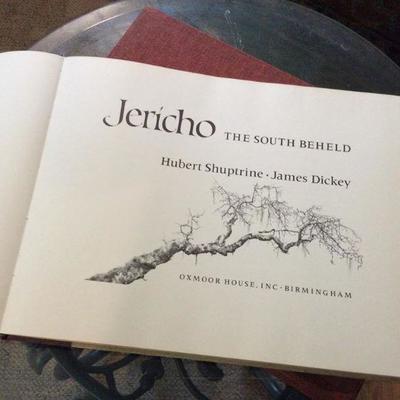 Jericho THE SOUTH BEHELD
Hubert Shuptrine · James Dickey
OXMOOR HOUSE, INC · BIRMINGHAM